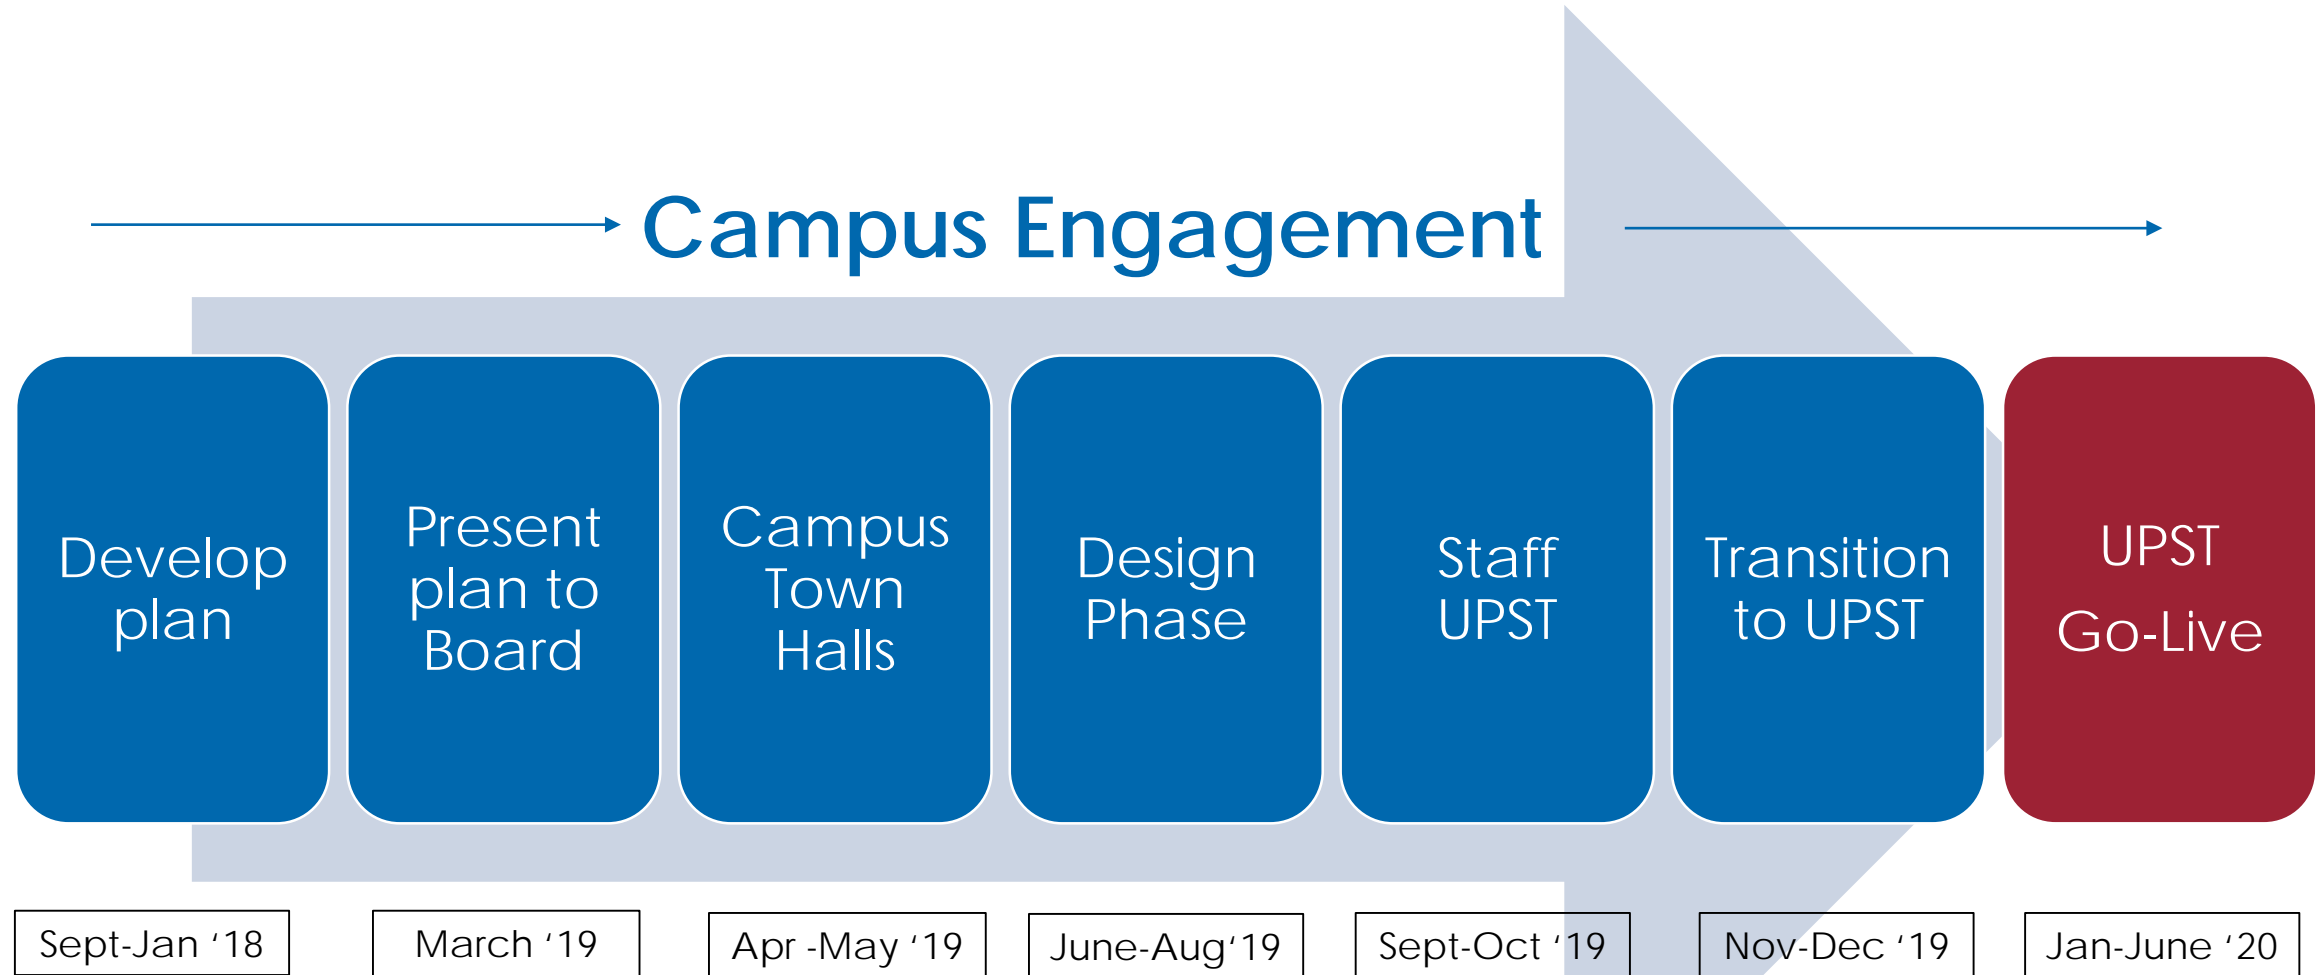 Campus Engagement
Develop
plan
Present
plan to
Board
Campus
Town
Halls
Design
Phase
Staff
UPST
Transition
to UPST
UPST
Go-Live
Sept-Jan ‘18
March ‘19
Apr -May ‘19
June-Aug‘19
Sept-Oct ‘19
Nov-Dec ‘19
Jan-June ‘20